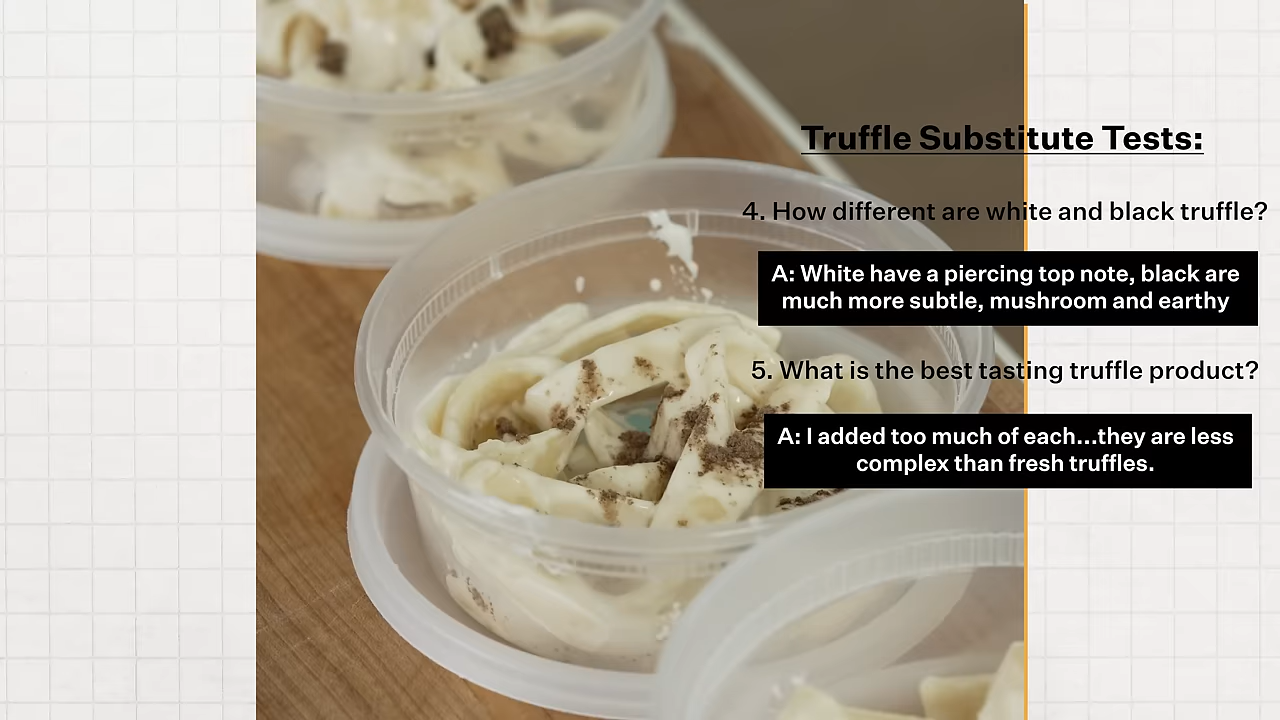 Truffle Substitute Tests:
4. How different are white and black truffle?
A: White have a piercing top note, black are
much more subtle, mushroom and earthy
5. What is the best tasting truffle product?
A: I added too much of each...they are less
complex than fresh truffles.